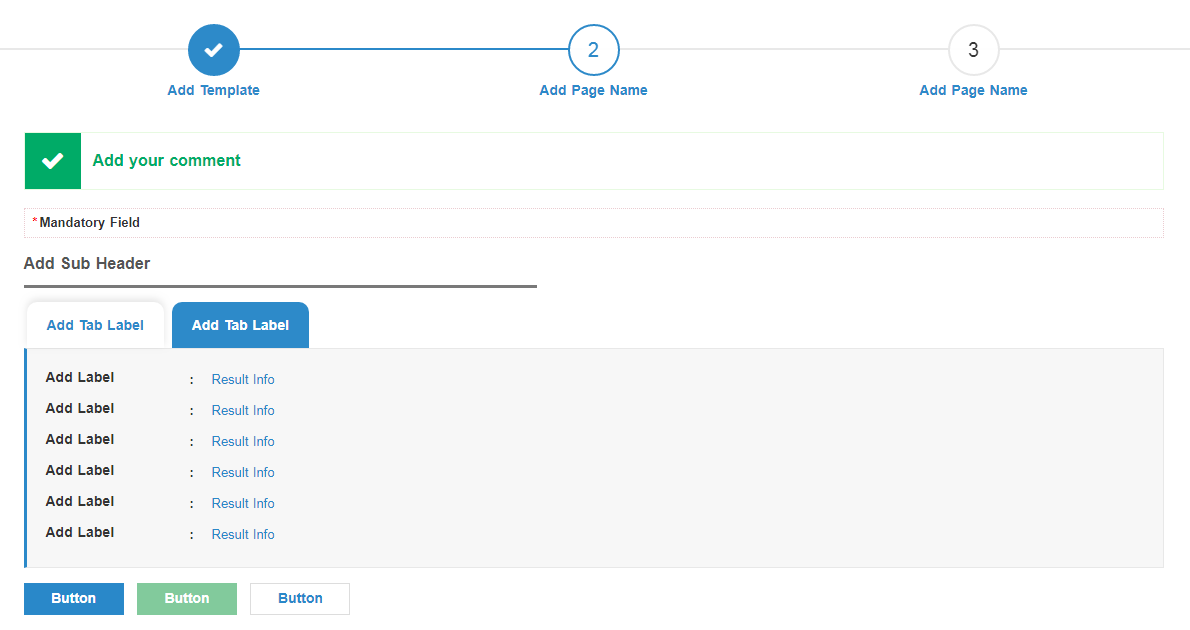 2 3
Add Template Add Page Name Add Page Name
Add your comment
*Mandatory Field
Add Sub Header
Add Tab Label Add Tab Label
Add Label : Result Info
Add Label : Result Info
Add Label : Result Info
Add Label : Result Info
Add Label : Result Info
Add Label : Result Info
Button Button Button